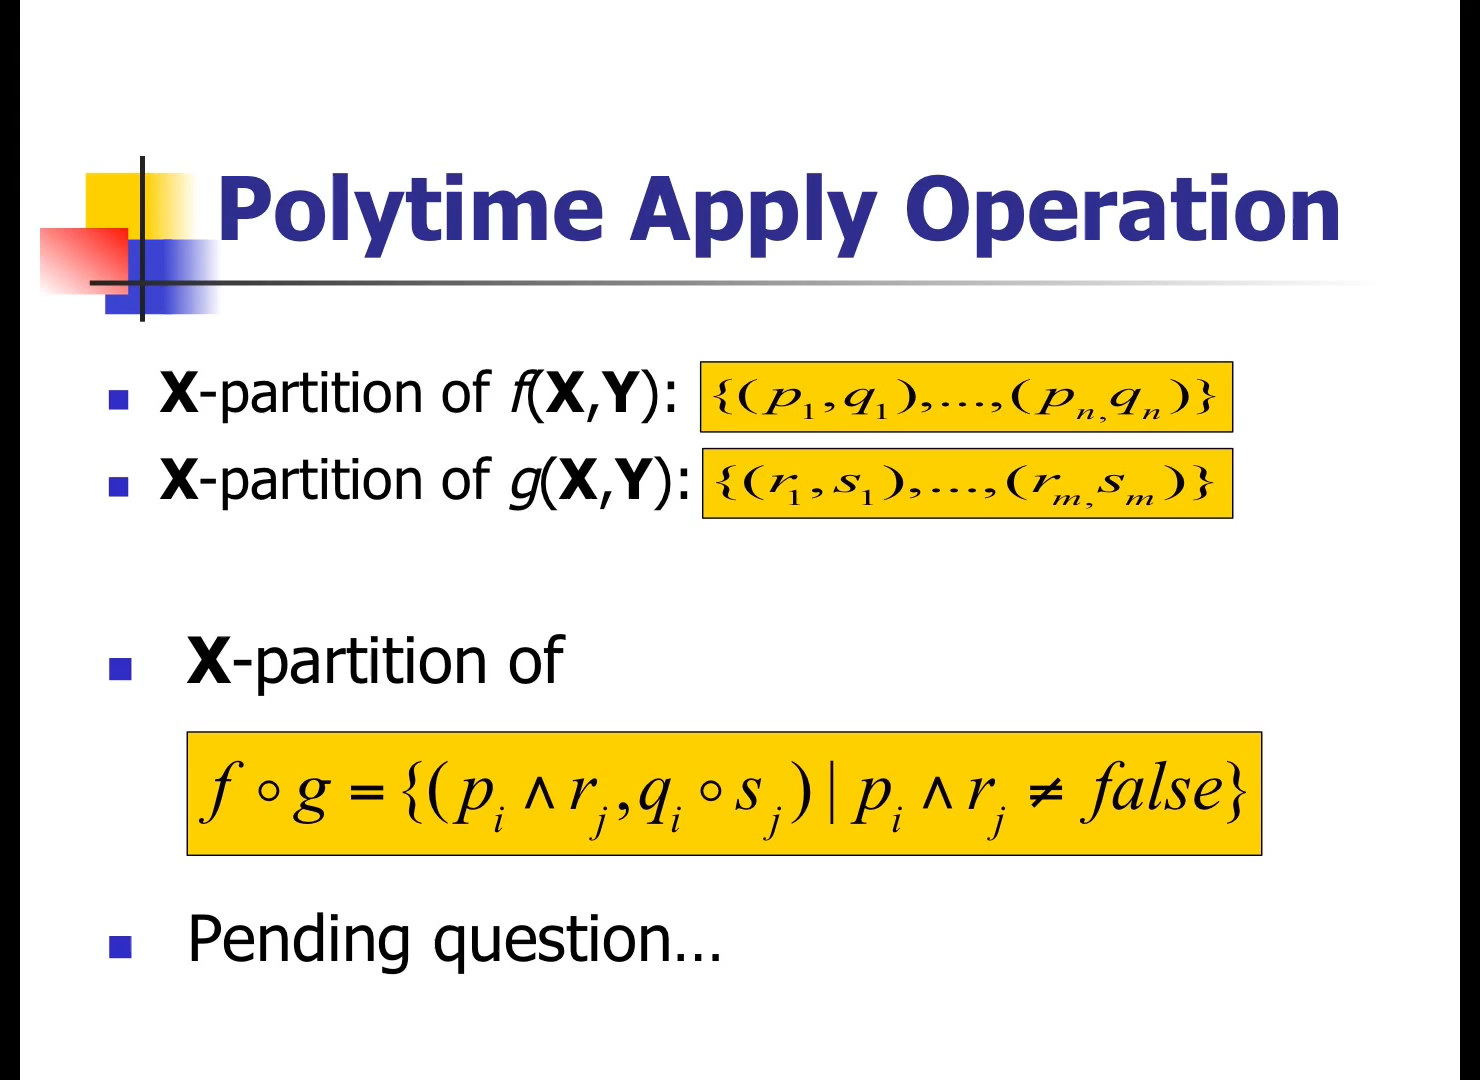 Polytime Apply Operation
X-partition of f(X,Y): {(p₁,q₁),...,(pₙ,qₙ)}
X-partition of g(X,Y): {(r₁,s₁),...,(rₘ,sₘ)}
X-partition of
f ∘ g = {(pᵢ ∧ rⱼ, qᵢ ∘ sⱼ) | pᵢ ∧ rⱼ ≠ false}
Pending question...